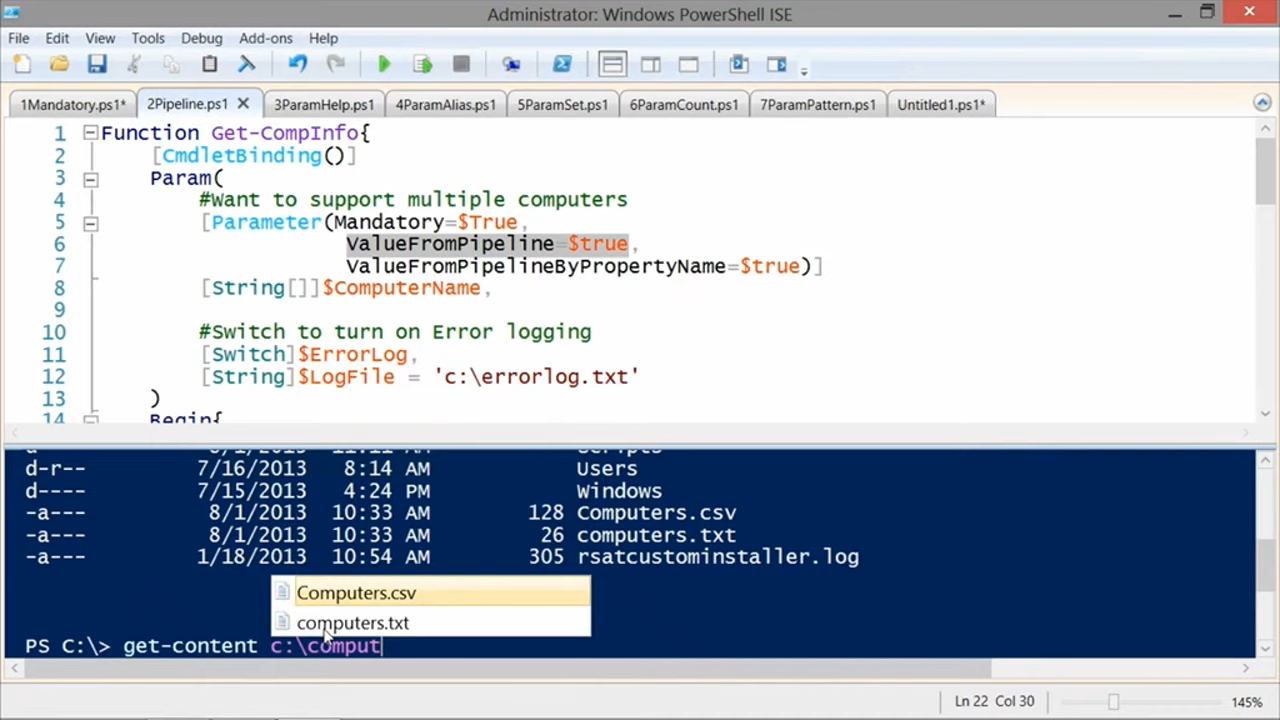 Administrator: Windows PowerShell ISE
File Edit View Tools Debug Add-ons Help
1Mandatory.ps1* 2Pipeline.ps1 3ParamHelp.ps1 4ParamAlias.ps1 5ParamSet.ps1 6ParamCount.ps1 7ParamPattern.ps1 Untitled1.ps1*
1 Function Get-CompInfo{
2 [CmdletBinding()]
3 Param(
4 #Want to support multiple computers
5 [Parameter(Mandatory=$True,
6 ValueFromPipeline=$true,
7 ValueFromPipelineByPropertyName=$true)]
8 [String[]]$ComputerName,
9
10 #Switch to turn on Error logging
11 [Switch]$ErrorLog,
12 [String]$LogFile = 'c:\errorlog.txt'
13 )
14 Begin{
d-r-- 7/16/2013 8:14 AM Users
d---- 7/15/2013 4:24 PM Windows
-a--- 8/1/2013 10:33 AM 128 Computers.csv
-a--- 8/1/2013 10:33 AM 26 computers.txt
-a--- 1/18/2013 10:54 AM 305 rsatcustominstaller.log
Computers.csv
computers.txt
PS C:\> get-content c:\comput
Ln 22 Col 30 145%